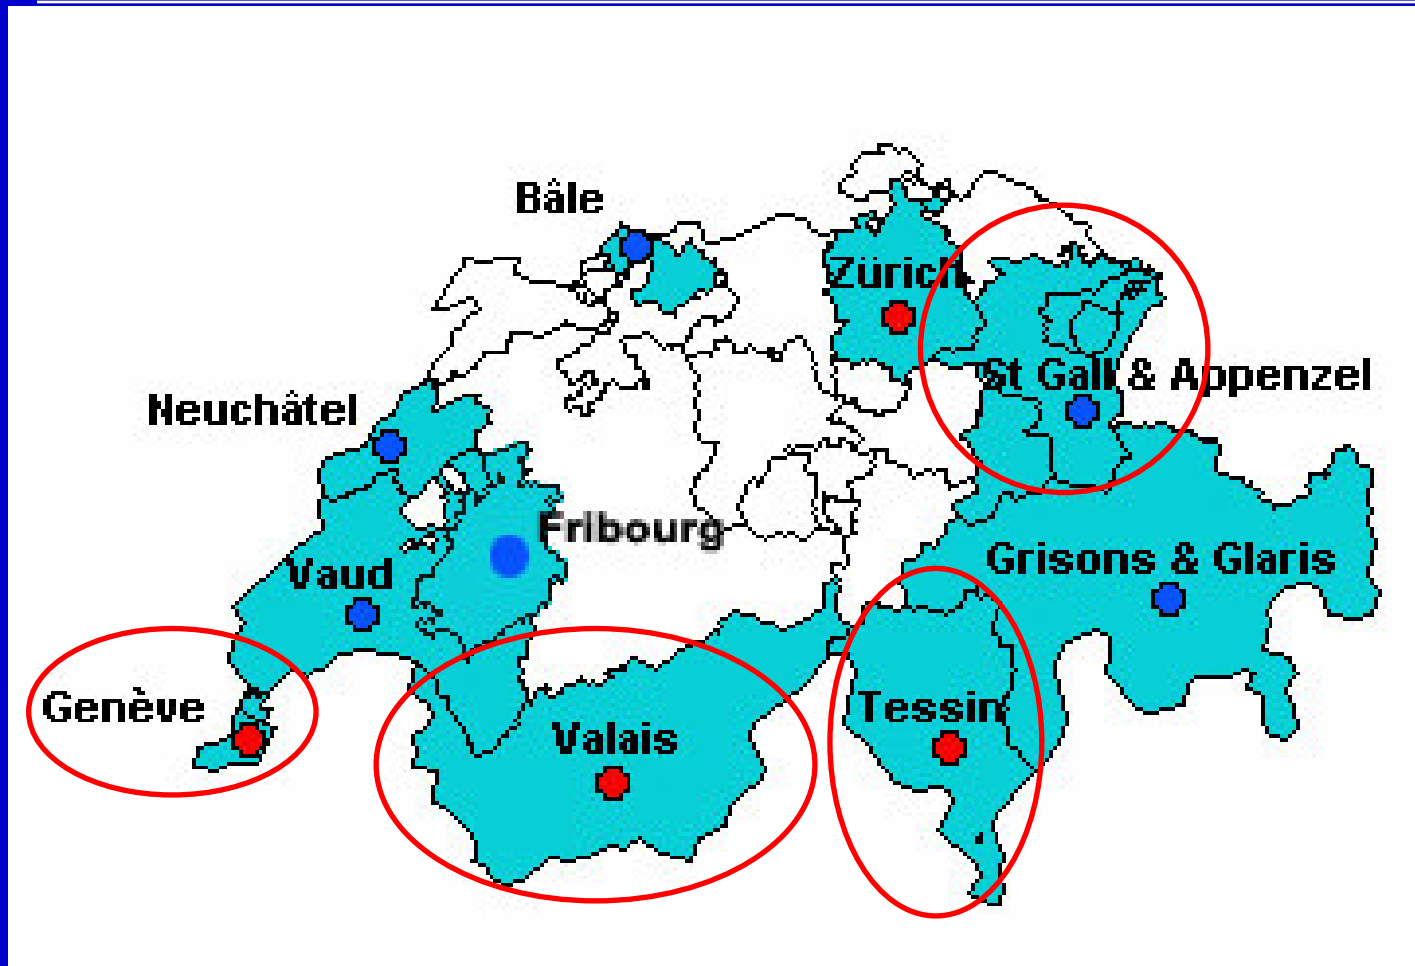 Bâle
Zürich
St Gall & Appenzel
Neuchâtel
Fribourg
Grisons & Glaris
Vaud
Genève
Tessin
Valais